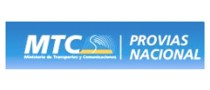 MTC
Ministerio de Transportes y Comunicaciones
PROVIAS
NACIONAL